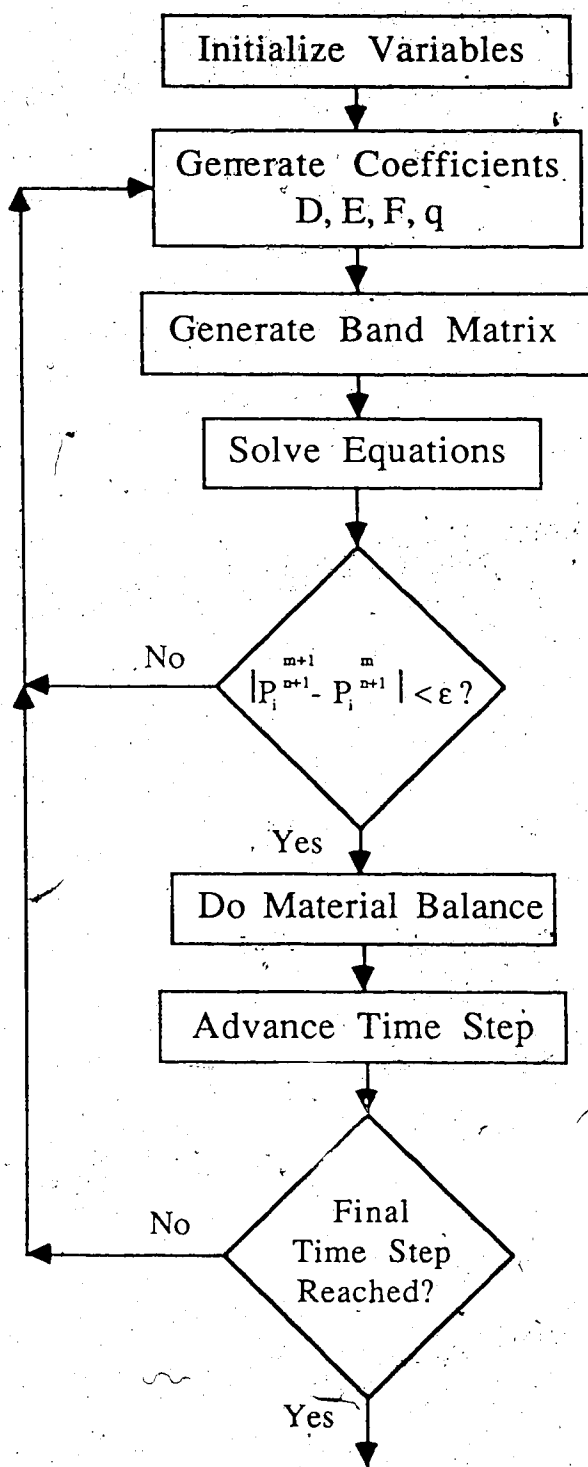 Initialize Variables
Generate Coefficients
D, E, F, q
Generate Band Matrix
Solve Equations
No
|P_i^{n+1}^{m+1} - P_i^{n+1}^{m}| < ε ?
Yes
Do Material Balance
Advance Time Step
No
Final
Time Step
Reached?
Yes